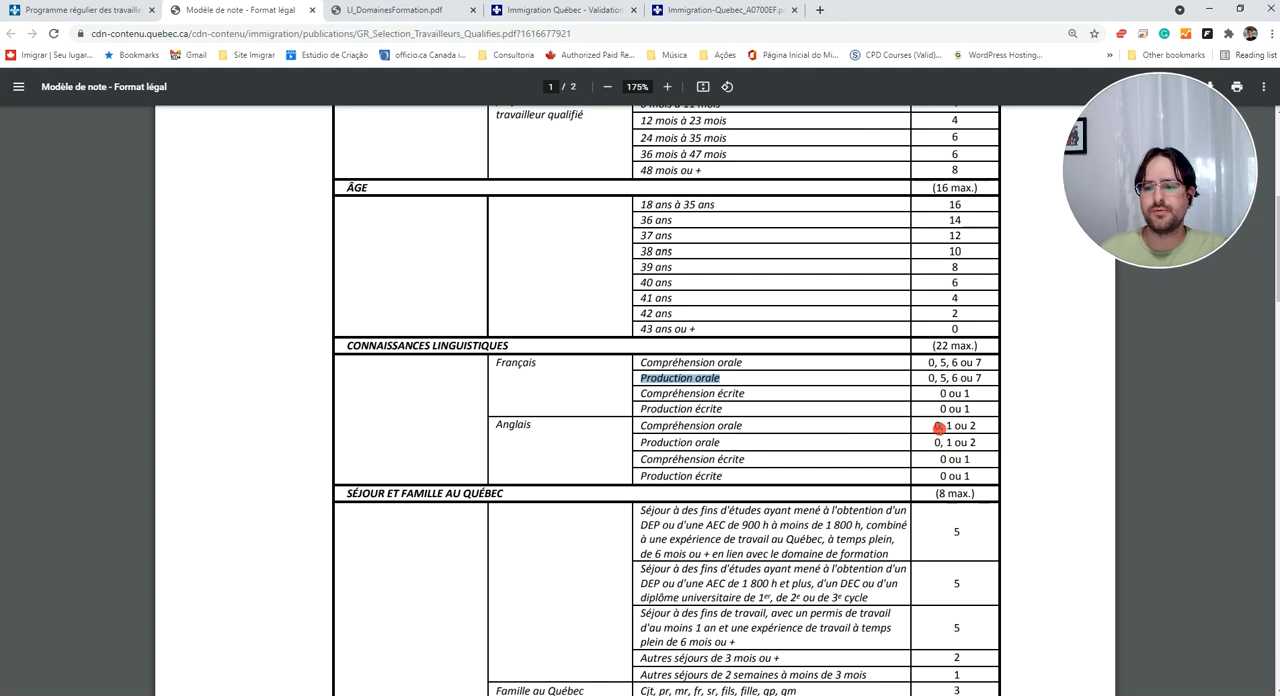 Programme régulier des travaille
Modèle de note - Format légal
LI_DomainesFormation.pdf
Immigration Québec - Validation
Immigration-Quebec_A0700EF.p
cdn-contenu.quebec.ca/cdn-contenu/immigration/publications/GR_Selection_Travailleurs_Qualifies.pdf?1616677921
Imigrar | Seu lugar...
Bookmarks
Gmail
Site Imigrar
Estúdio de Criação
officio.ca Canada i...
Consultoria
Authorized Paid Re...
Música
Ações
Página Inicial do Mi...
CPD Courses (Valid)...
WordPress Hosting...
»
Other bookmarks
Reading list
Modèle de note - Format légal
1 / 2
175%
travailleur qualifié
12 mois à 23 mois 4
24 mois à 35 mois 6
36 mois à 47 mois 6
48 mois ou + 8
ÂGE (16 max.)
18 ans à 35 ans 16
36 ans 14
37 ans 12
38 ans 10
39 ans 8
40 ans 6
41 ans 4
42 ans 2
43 ans ou + 0
CONNAISSANCES LINGUISTIQUES (22 max.)
Français Compréhension orale 0, 5, 6 ou 7
Production orale 0, 5, 6 ou 7
Compréhension écrite 0 ou 1
Production écrite 0 ou 1
Anglais Compréhension orale 0, 1 ou 2
Production orale 0, 1 ou 2
Compréhension écrite 0 ou 1
Production écrite 0 ou 1
SÉJOUR ET FAMILLE AU QUÉBEC (8 max.)
Séjour à des fins d'études ayant mené à l'obtention d'un
DEP ou d'une AEC de 900 h à moins de 1 800 h, combiné
à une expérience de travail au Québec, à temps plein,
de 6 mois ou + en lien avec le domaine de formation
5
Séjour à des fins d'études ayant mené à l'obtention d'un
DEP ou d'une AEC de 1 800 h et plus, d'un DEC ou d'un
diplôme universitaire de 1er, de 2e ou de 3e cycle
5
Séjour à des fins de travail, avec un permis de travail
d'au moins 1 an et une expérience de travail à temps
plein de 6 mois ou +
5
Autres séjours de 3 mois ou + 2
Autres séjours de 2 semaines à moins de 3 mois 1
Famille au Québec Cjt, pr, mr, fr, sr, fils, fille, gp, gm 3